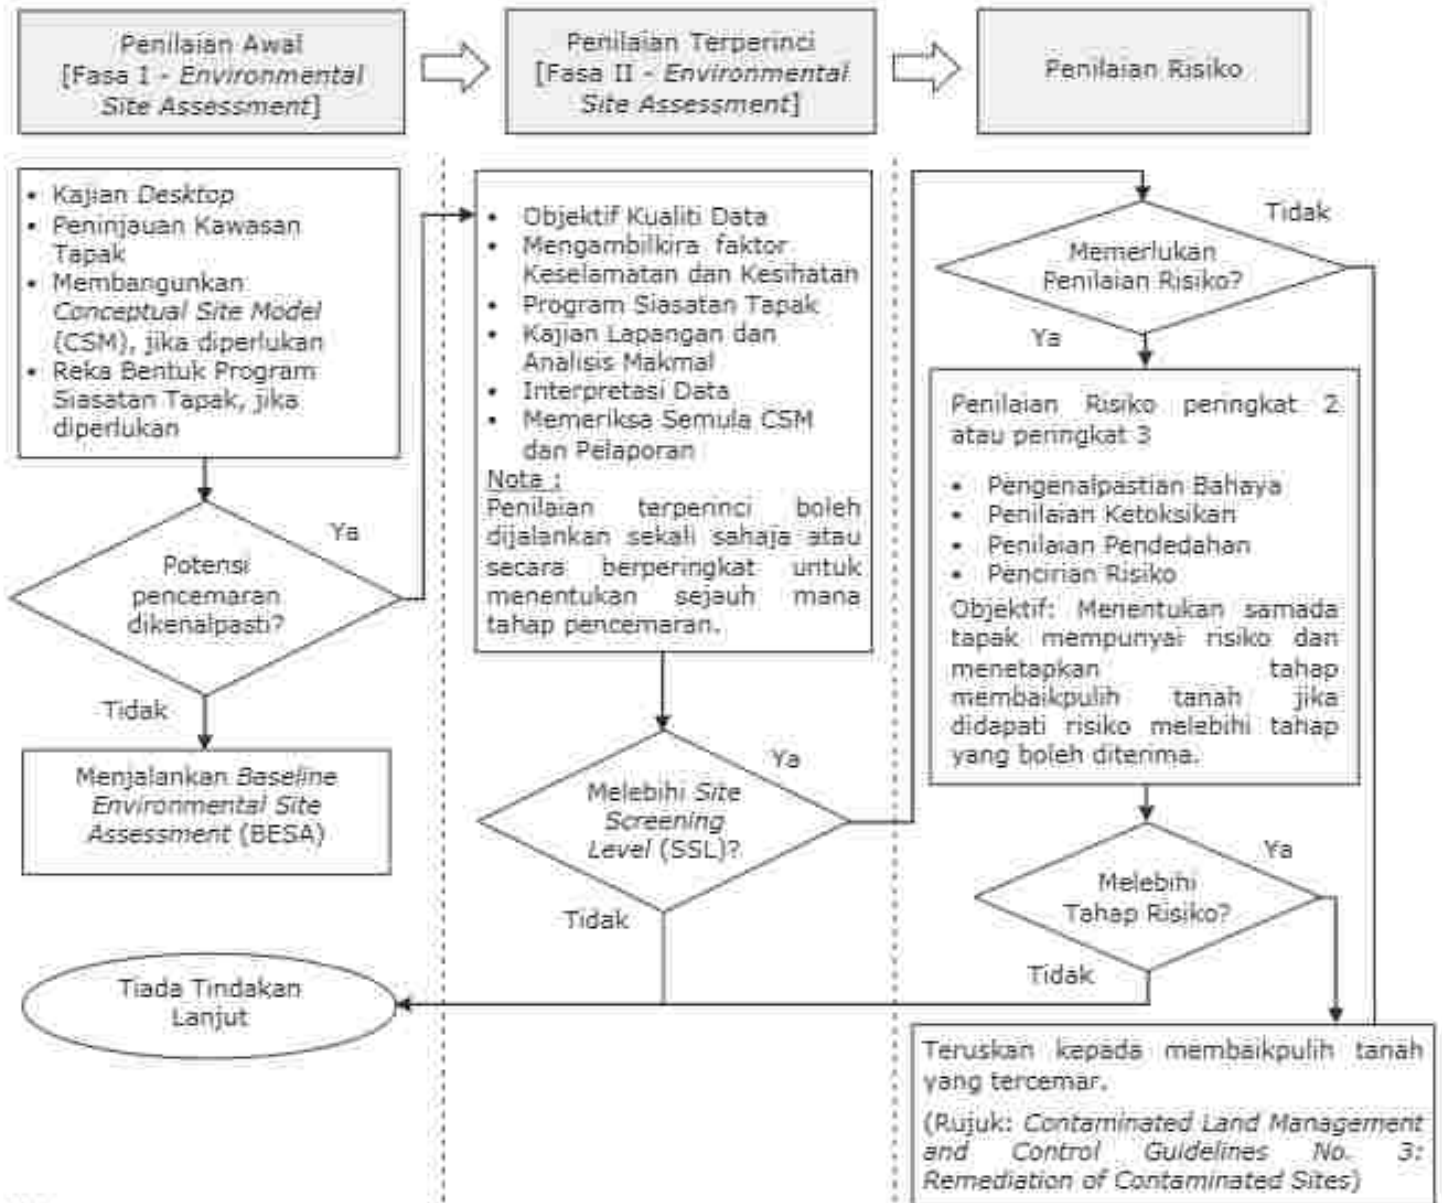 Penilaian Awal
[Fasa I - Environmental
Site Assessment]
Penilaian Terperinci
[Fasa II - Environmental
Site Assessment]
Penilaian Risiko
• Kajian Desktop
• Peninjauan Kawasan
Tapak
• Membangunkan
Conceptual Site Model
(CSM), jika diperlukan
• Reka Bentuk Program
Siasatan Tapak, jika
diperlukan
Potensi
pencemaran
dikenalpasti?
Ya
Tidak
Menjalankan Baseline
Environmental Site
Assessment (BESA)
Tiada Tindakan
Lanjut
• Objektif Kualiti Data
• Mengambilkira faktor
Keselamatan dan Kesihatan
• Program Siasatan Tapak
• Kajian Lapangan dan
Analisis Makmal
• Interpretasi Data
• Memeriksa Semula CSM
dan Pelaporan
Nota :
Penilaian terperinci boleh
dijalankan sekali sahaja atau
secara berperingkat untuk
menentukan sejauh mana
tahap pencemaran.
Melebihi Site
Screening
Level (SSL)?
Ya
Tidak
Memerlukan
Penilaian Risiko?
Tidak
Ya
Penilaian Risiko peringkat 2
atau peringkat 3
• Pengenalpastian Bahaya
• Penilaian Ketoksikan
• Penilaian Pendedahan
• Pencirian Risiko
Objektif: Menentukan samada
tapak mempunyai risiko dan
menetapkan tahap
membaikpulih tanah jika
didapati risiko melebihi tahap
yang boleh diterima.
Melebihi
Tahap Risiko?
Ya
Tidak
Teruskan kepada membaikpulih tanah
yang tercemar.
(Rujuk: Contaminated Land Management
and Control Guidelines No. 3:
Remediation of Contaminated Sites)